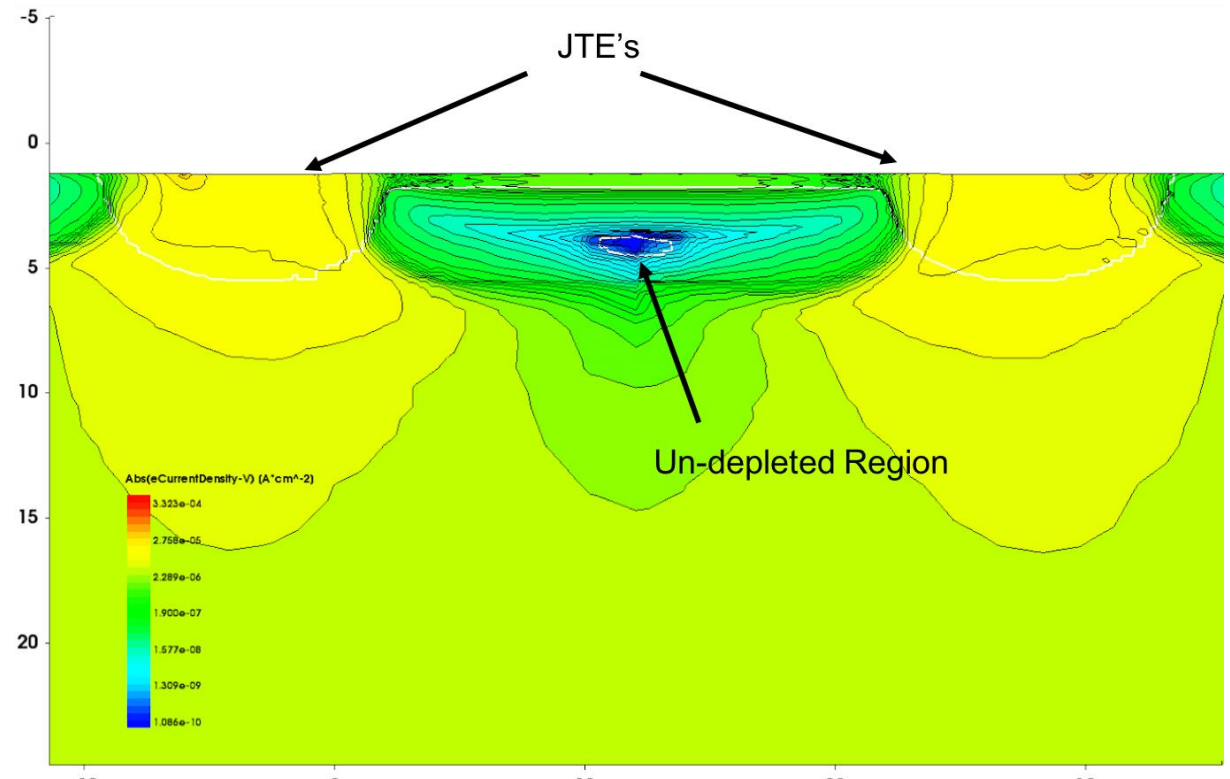 -5
JTE's
0
5
10
Un-depleted Region
Abs(eCurrentDensity-V) (A*cm^-2)
3.323e-04
15
2.758e-05
2.289e-06
1.900e-07
1.577e-08
20
1.309e-09
1.086e-10